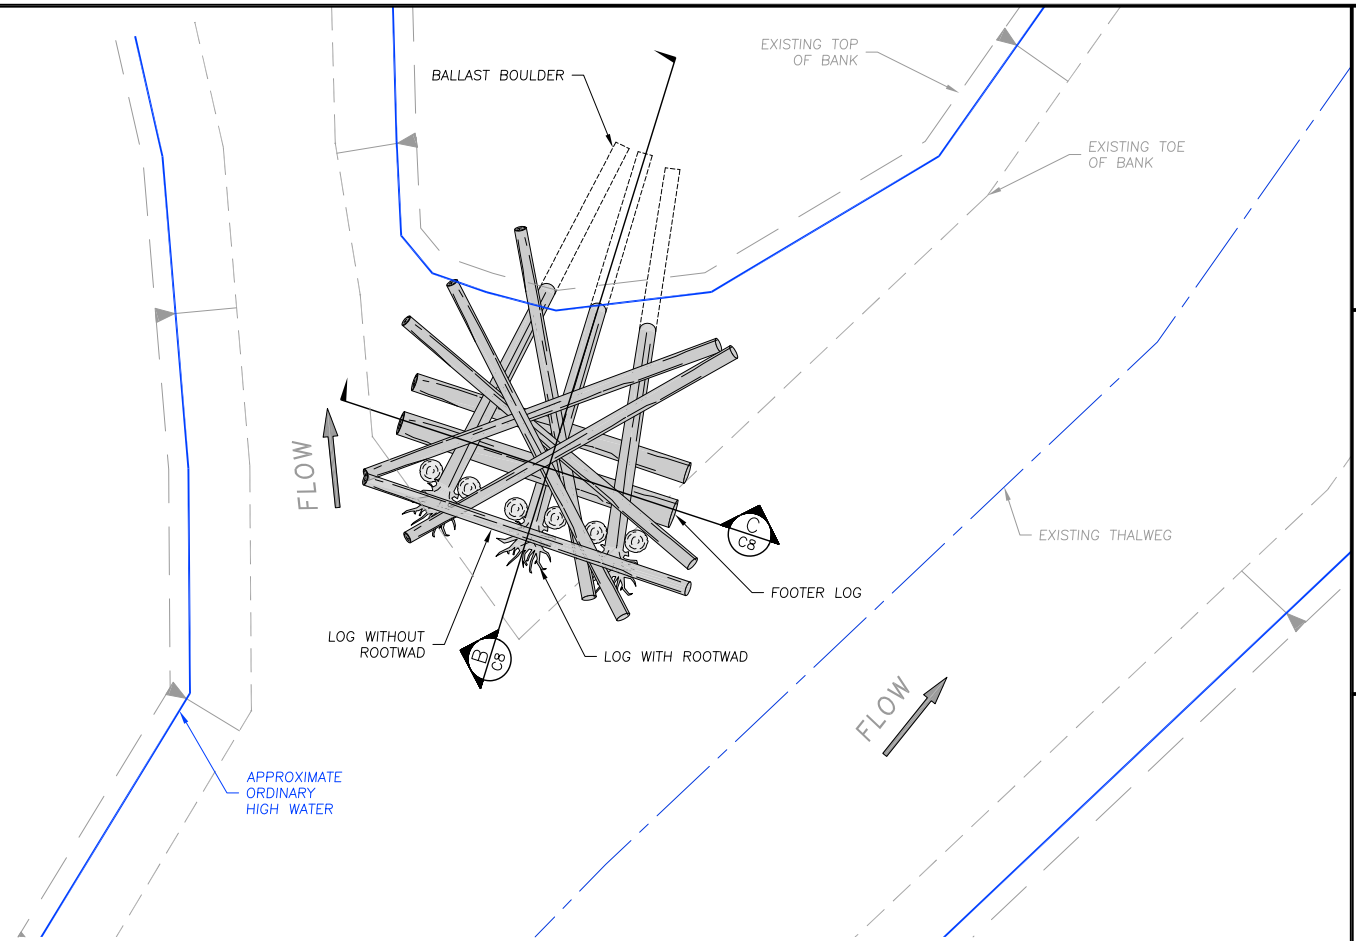 EXISTING TOP
OF BANK
BALLAST BOULDER
EXISTING TOE
OF BANK
FLOW
C
C8
EXISTING THALWEG
FOOTER LOG
LOG WITHOUT
ROOTWAD
B
C8
LOG WITH ROOTWAD
FLOW
APPROXIMATE
ORDINARY
HIGH WATER